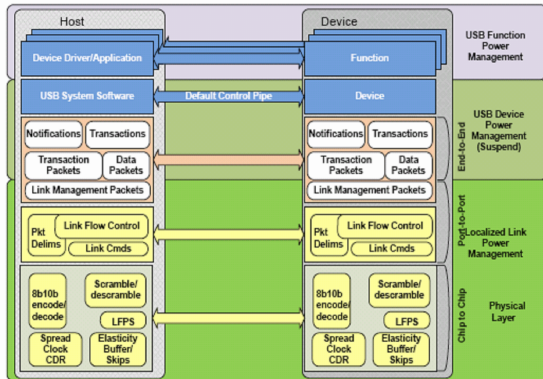 Host
Device
Device Driver/Application
Function
USB Function
Power
Management
USB System Software
Default Control Pipe
Device
USB Device
Power
Management
(Suspend)
Notifications
Transactions
Transaction
Packets
Data
Packets
Link Management Packets
Notifications
Transactions
Transaction
Packets
Data
Packets
Link Management Packets
End-to-End
Pkt
Delims
Link Flow Control
Link Cmds
Pkt
Delims
Link Flow Control
Link Cmds
Port-to-Port
Localized Link
Power
Management
8b10b
encode/
decode
Scramble/
descramble
LFPS
Spread
Clock
CDR
Elasticity
Buffer/
Skips
8b10b
encode/
decode
Scramble/
descramble
LFPS
Spread
Clock
CDR
Elasticity
Buffer/
Skips
Chip to Chip
Physical
Layer